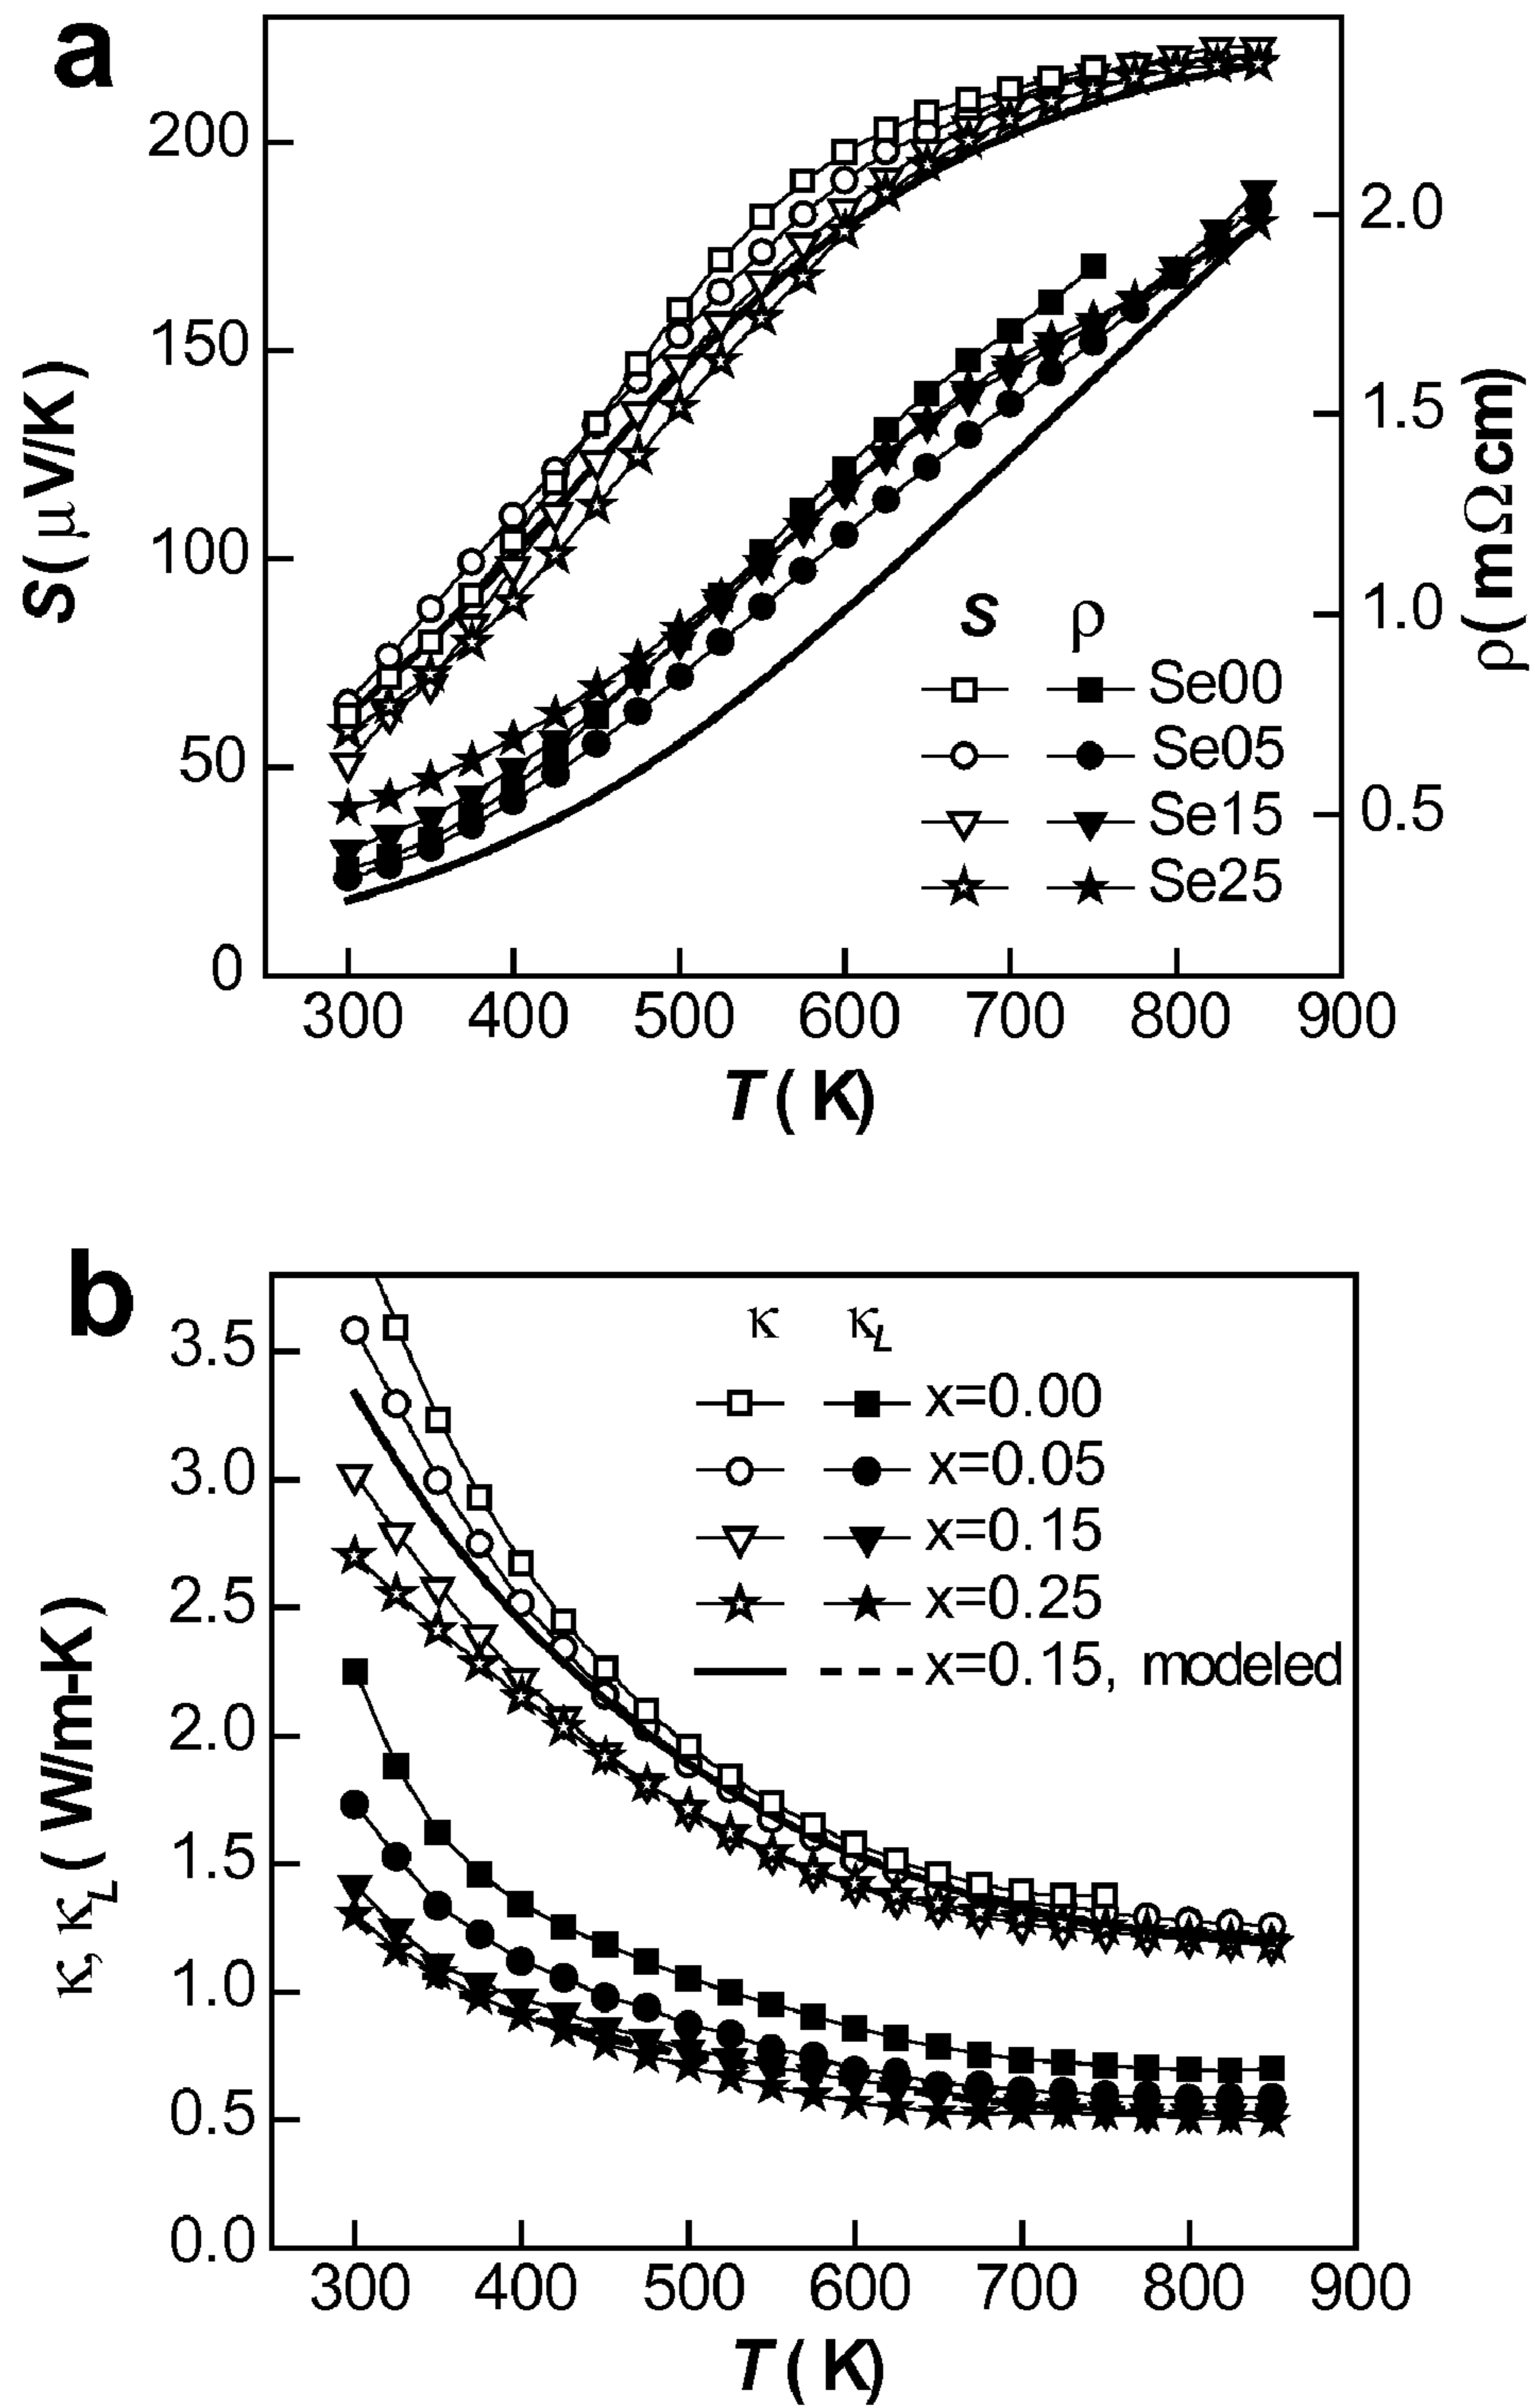 a
200
150
100
50
0
S(μV/K)
2.0
1.5
1.0
0.5
ρ(mΩcm)
S ρ
Se00
Se05
Se15
Se25
300 400 500 600 700 800 900
T(K)
b
3.5
3.0
2.5
2.0
1.5
1.0
0.5
0.0
κ, κL (W/m-K)
κ κL
x=0.00
x=0.05
x=0.15
x=0.25
x=0.15, modeled
300 400 500 600 700 800 900
T(K)